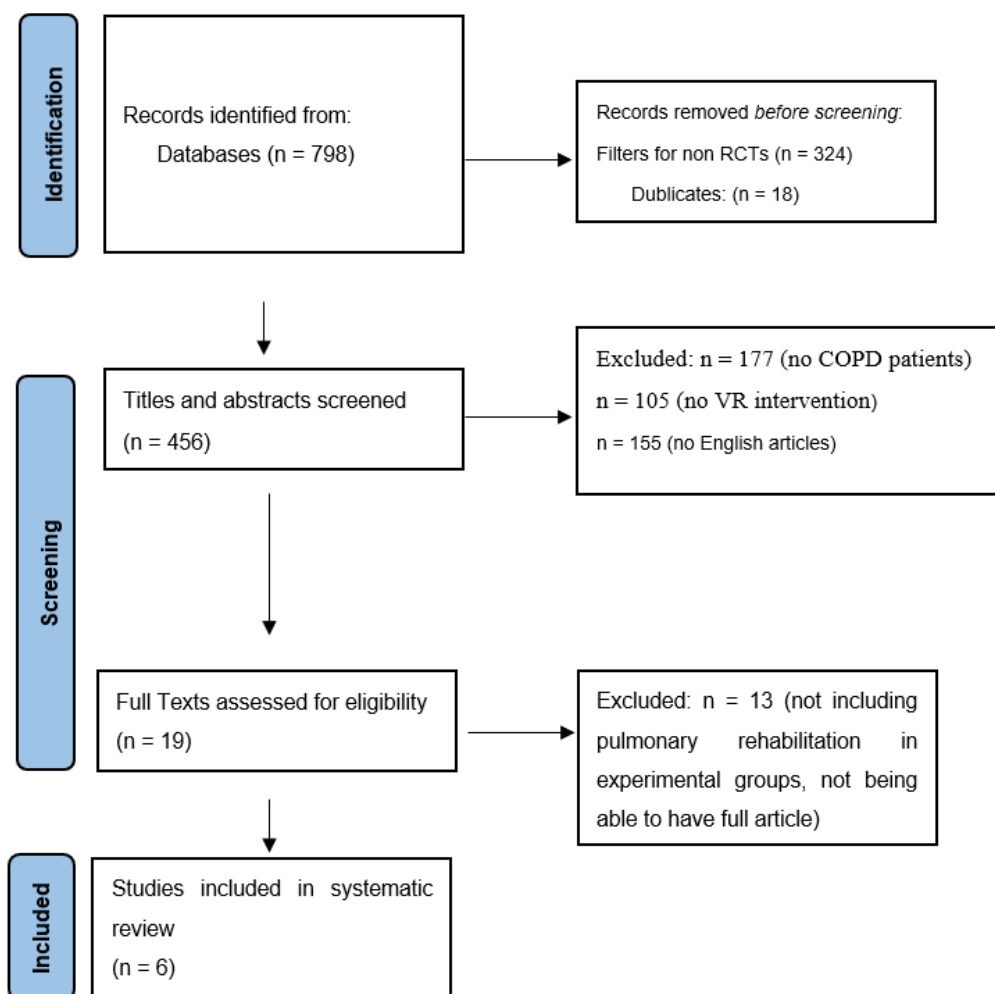 Identification
Records identified from:
Databases (n = 798)
Records removed before screening:
Filters for non RCTs (n = 324)
Dublicates: (n = 18)
Screening
Titles and abstracts screened
(n = 456)
Excluded: n = 177 (no COPD patients)
n = 105 (no VR intervention)
n = 155 (no English articles)
Full Texts assessed for eligibility
(n = 19)
Excluded: n = 13 (not including
pulmonary rehabilitation in
experimental groups, not being
able to have full article)
Included
Studies included in systematic
review
(n = 6)